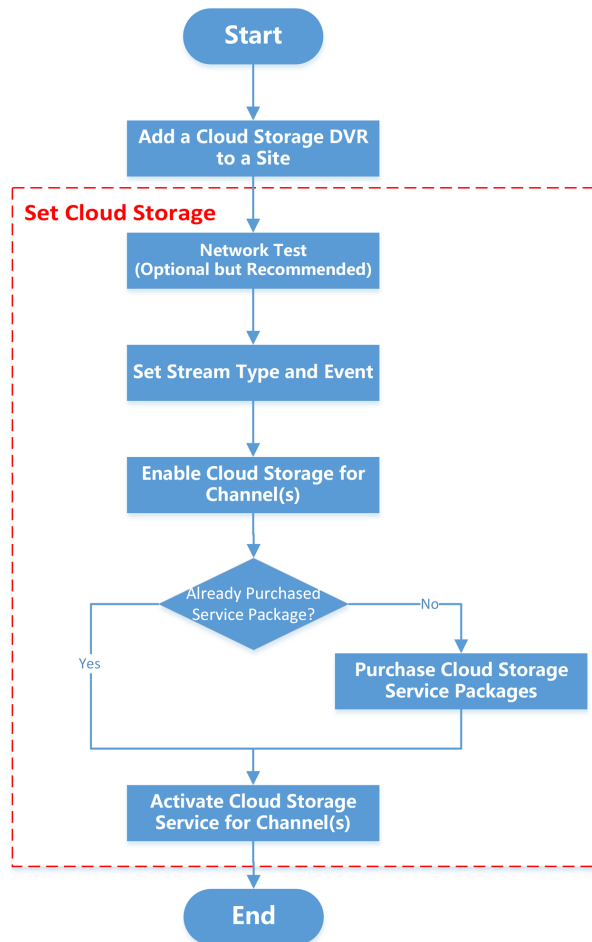 Start
Add a Cloud Storage DVR
to a Site
Set Cloud Storage
Network Test
(Optional but Recommended)
Set Stream Type and Event
Enable Cloud Storage for
Channel(s)
Already Purchased
Service Package?
No
Yes
Purchase Cloud Storage
Service Packages
Activate Cloud Storage
Service for Channel(s)
End